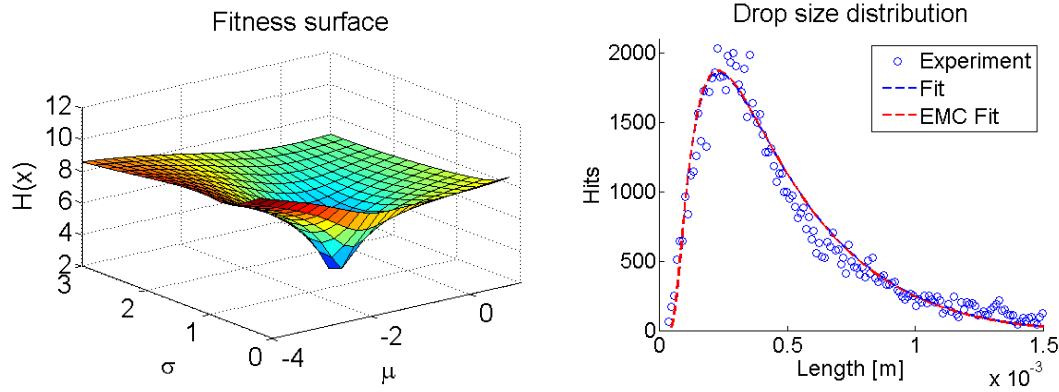 Fitness surface
12
10
8
6
4
2
H(x)
3
2
1
0
σ
-4
-2
0
μ
Drop size distribution
2000
1500
1000
500
0
Hits
Experiment
Fit
EMC Fit
0
0.5
1
1.5
Length [m]
x 10⁻³